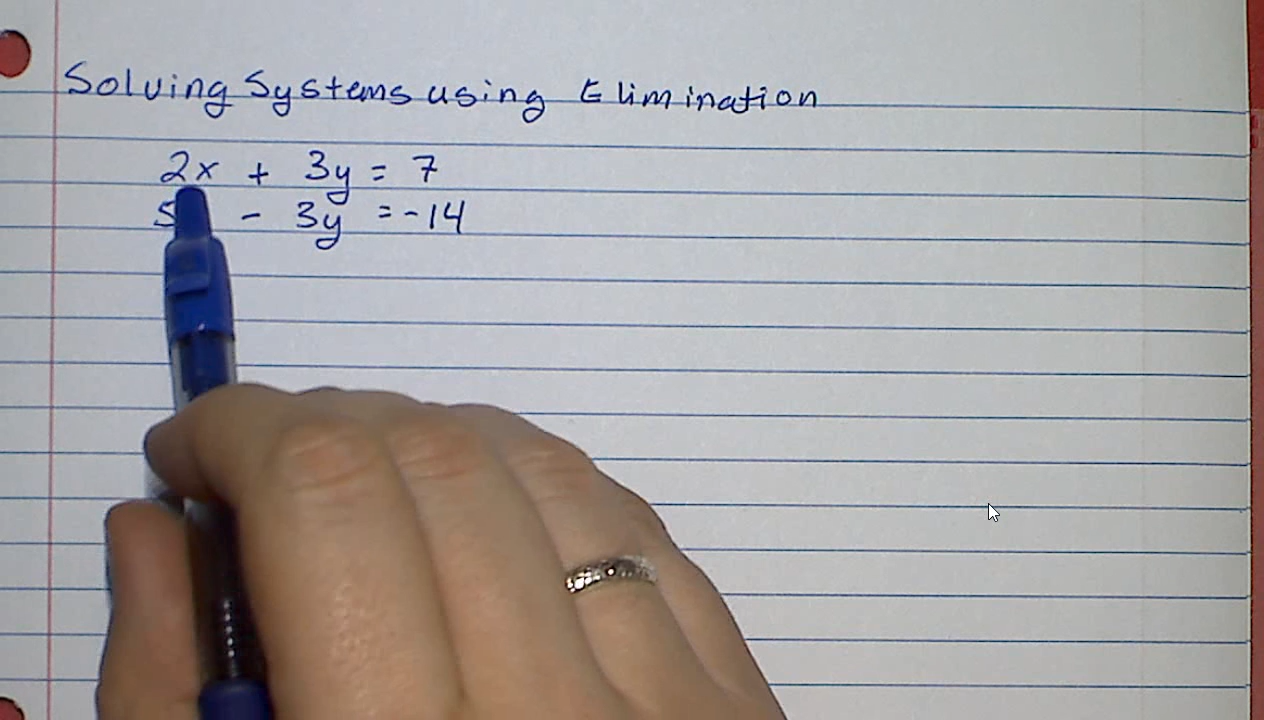 Solving Systems using Elimination
2x + 3y = 7
5 - 3y = -14